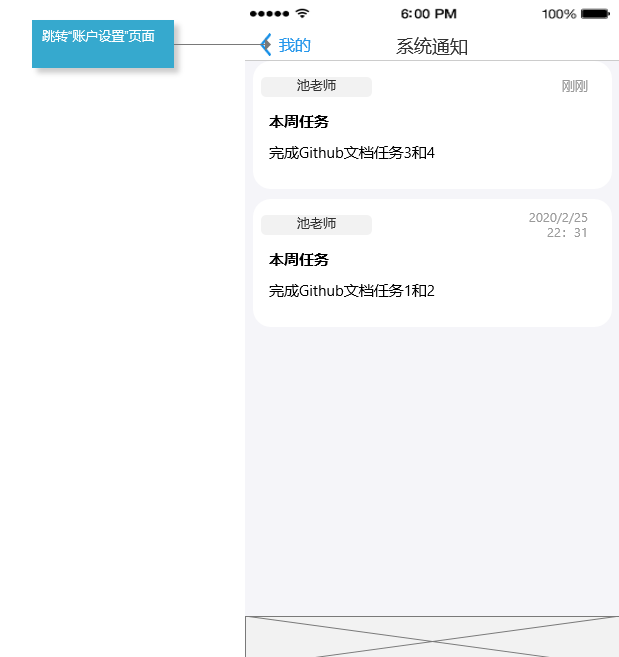 跳转“账户设置”页面
6:00 PM
100%
我的
系统通知
池老师
刚刚
本周任务
完成Github文档任务3和4
池老师
2020/2/25
22：31
本周任务
完成Github文档任务1和2